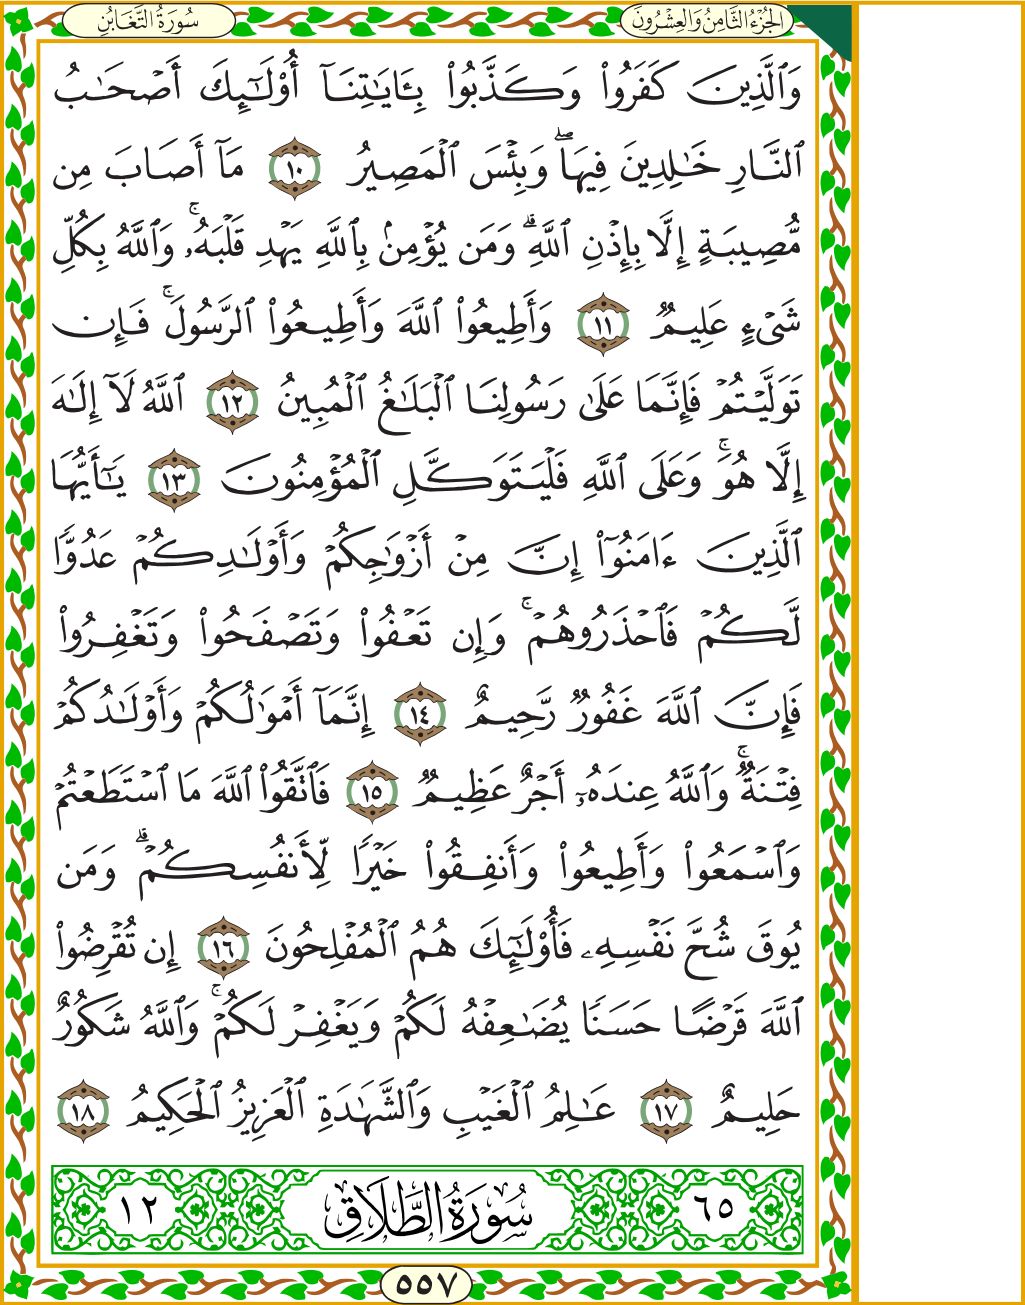 الجُزْءُ الثَّامِنُ وَالعِشْرُونَ
سُورَةُ التَّغَابُنِ
وَٱلَّذِينَ كَفَرُوا۟ وَكَذَّبُوا۟ بِـَٔايَـٰتِنَآ أُو۟لَـٰٓئِكَ أَصْحَـٰبُ
ٱلنَّارِ خَـٰلِدِينَ فِيهَا ۖ وَبِئْسَ ٱلْمَصِيرُ ١٠ مَآ أَصَابَ مِن
مُّصِيبَةٍ إِلَّا بِإِذْنِ ٱللَّهِ ۗ وَمَن يُؤْمِنۢ بِٱللَّهِ يَهْدِ قَلْبَهُۥ ۚ وَٱللَّهُ بِكُلِّ
شَىْءٍ عَلِيمٌ ١١ وَأَطِيعُوا۟ ٱللَّهَ وَأَطِيعُوا۟ ٱلرَّسُولَ ۚ فَإِن
تَوَلَّيْتُمْ فَإِنَّمَا عَلَىٰ رَسُولِنَا ٱلْبَلَـٰغُ ٱلْمُبِينُ ١٢ ٱللَّهُ لَآ إِلَـٰهَ
إِلَّا هُوَ ۚ وَعَلَى ٱللَّهِ فَلْيَتَوَكَّلِ ٱلْمُؤْمِنُونَ ١٣ يَـٰٓأَيُّهَا
ٱلَّذِينَ ءَامَنُوٓا۟ إِنَّ مِنْ أَزْوَٰجِكُمْ وَأَوْلَـٰدِكُمْ عَدُوًّا
لَّكُمْ فَٱحْذَرُوهُمْ ۚ وَإِن تَعْفُوا۟ وَتَصْفَحُوا۟ وَتَغْفِرُوا۟
فَإِنَّ ٱللَّهَ غَفُورٌ رَّحِيمٌ ١٤ إِنَّمَآ أَمْوَٰلُكُمْ وَأَوْلَـٰدُكُمْ
فِتْنَةٌ ۚ وَٱللَّهُ عِندَهُۥٓ أَجْرٌ عَظِيمٌ ١٥ فَٱتَّقُوا۟ ٱللَّهَ مَا ٱسْتَطَعْتُمْ
وَٱسْمَعُوا۟ وَأَطِيعُوا۟ وَأَنفِقُوا۟ خَيْرًا لِّأَنفُسِكُمْ ۗ وَمَن
يُوقَ شُحَّ نَفْسِهِۦ فَأُو۟لَـٰٓئِكَ هُمُ ٱلْمُفْلِحُونَ ١٦ إِن تُقْرِضُوا۟
ٱللَّهَ قَرْضًا حَسَنًا يُضَـٰعِفْهُ لَكُمْ وَيَغْفِرْ لَكُمْ ۚ وَٱللَّهُ شَكُورٌ
حَلِيمٌ ١٧ عَـٰلِمُ ٱلْغَيْبِ وَٱلشَّهَـٰدَةِ ٱلْعَزِيزُ ٱلْحَكِيمُ ١٨
٦٥ سُورَةُ الطَّلَاقِ ١٢
٥٥٧